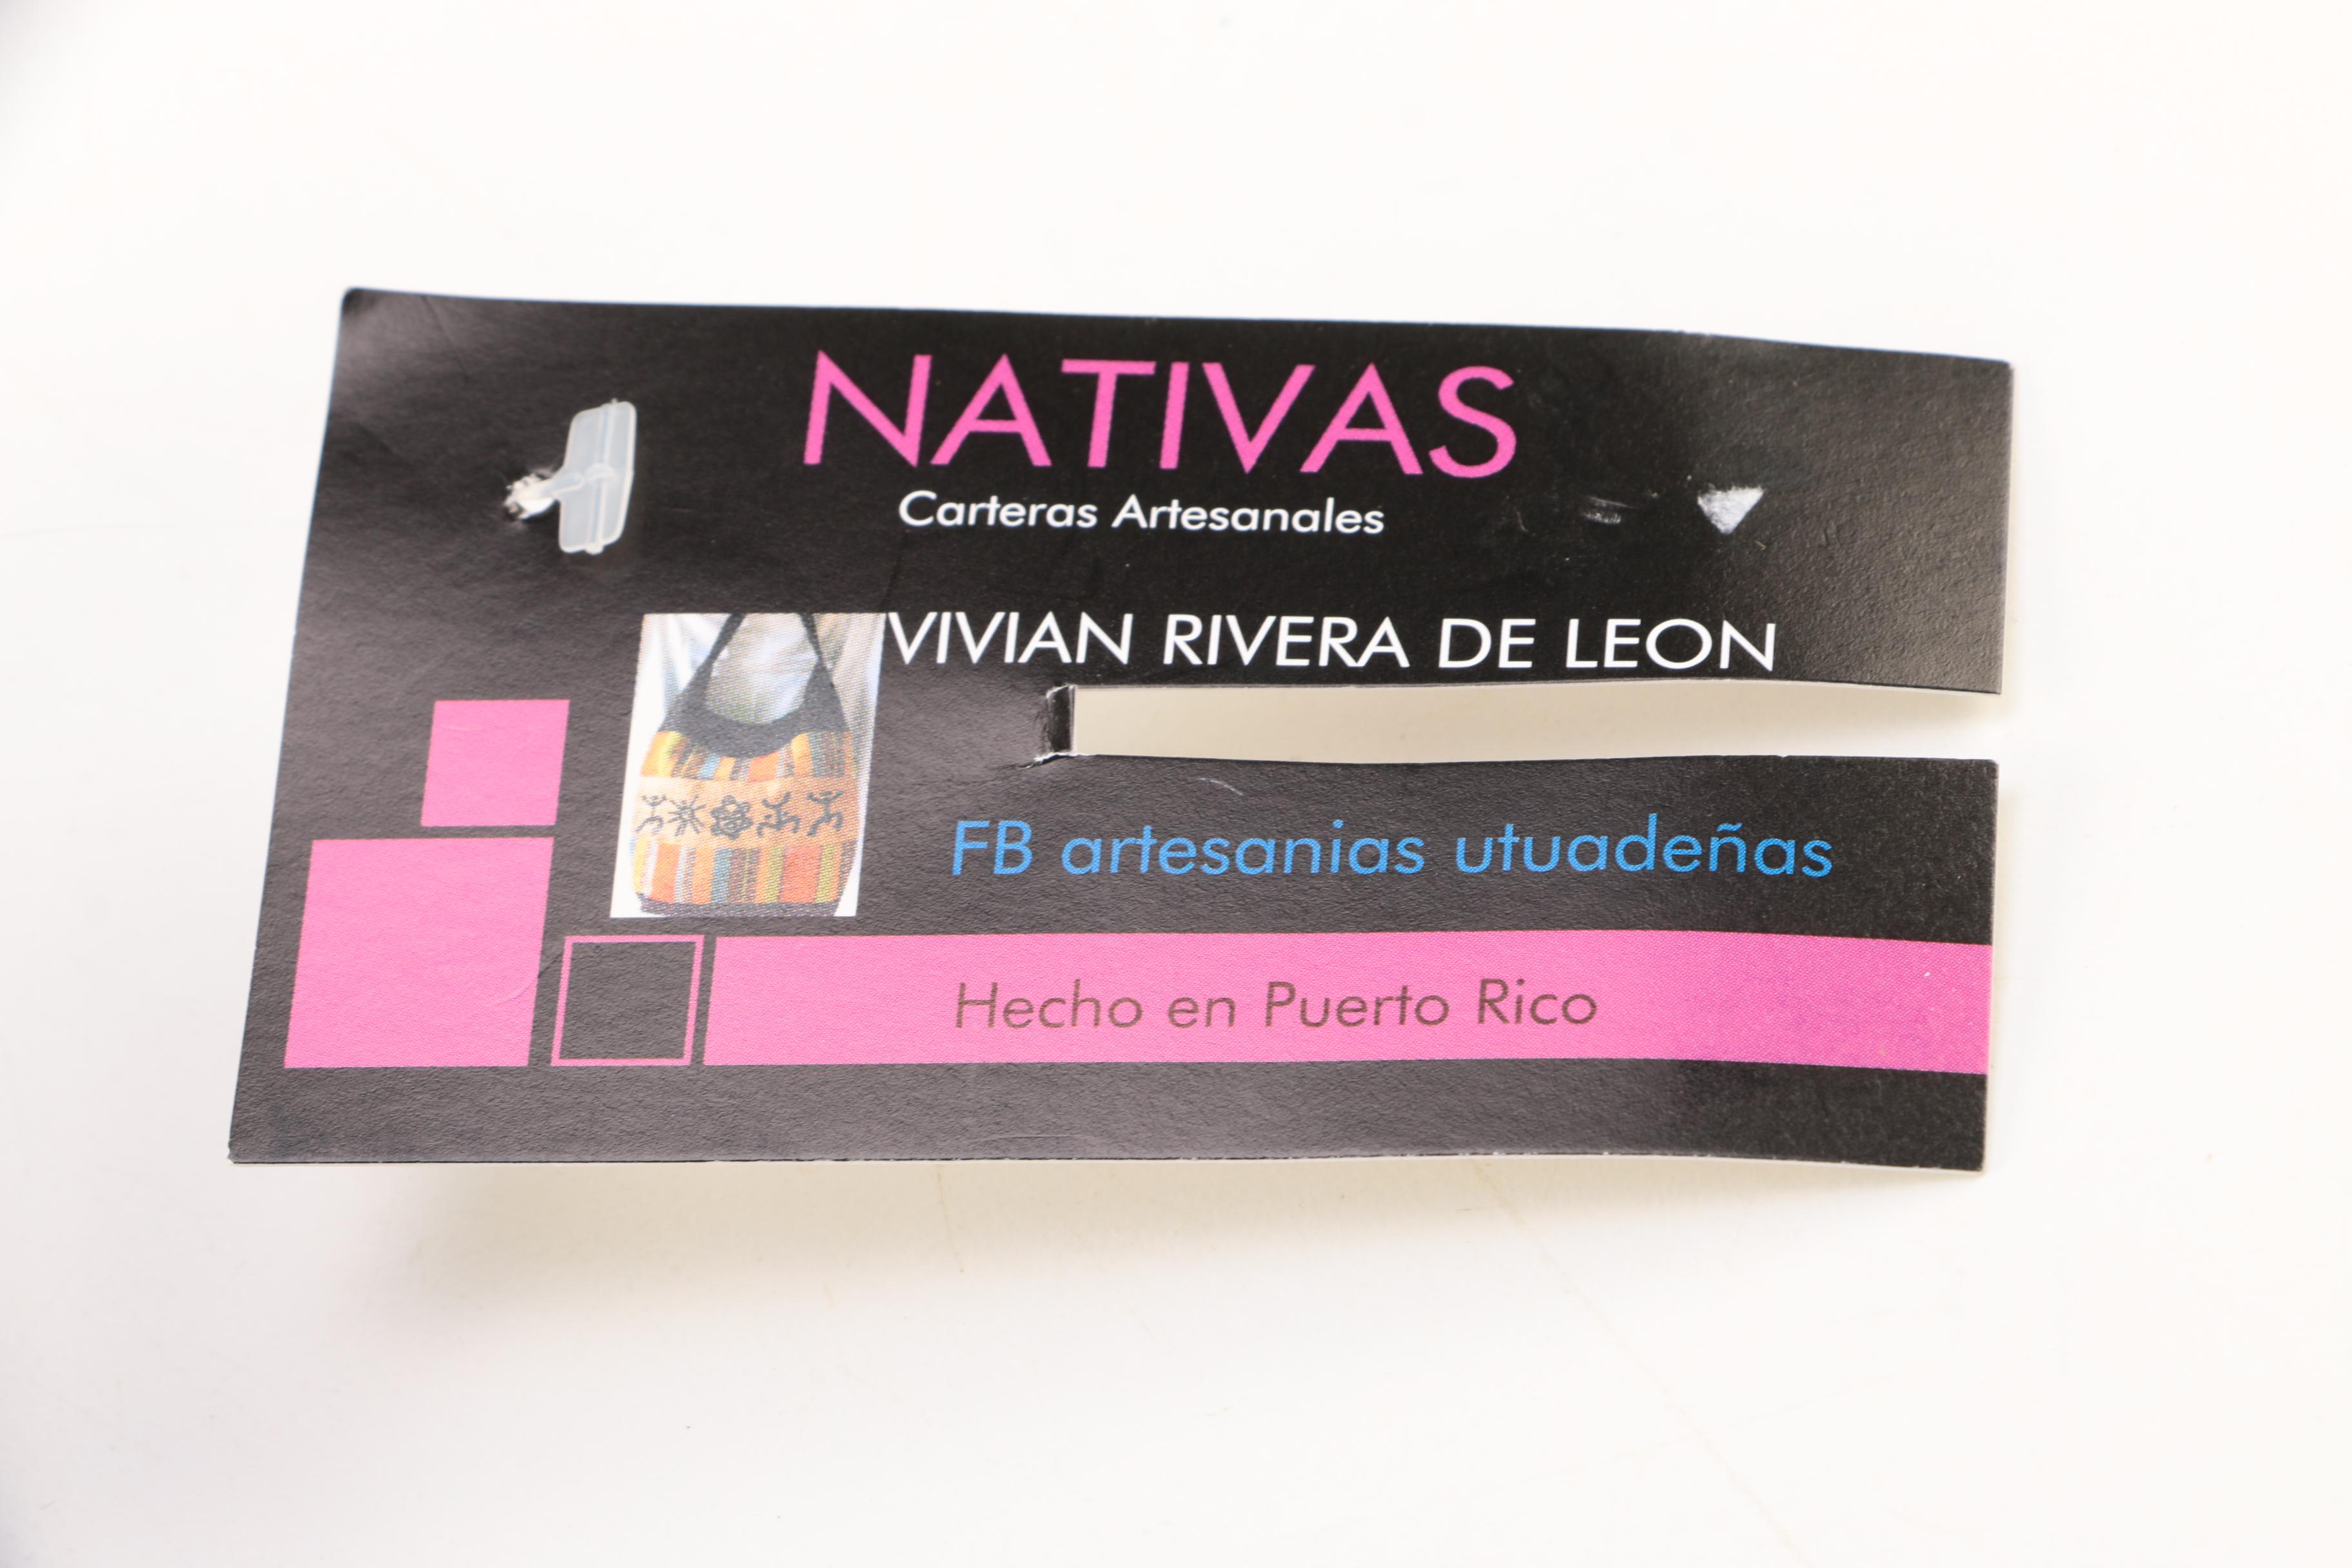 NATIVAS
Carteras Artesanales
VIVIAN RIVERA DE LEON
FB artesanias utuadeñas
Hecho en Puerto Rico